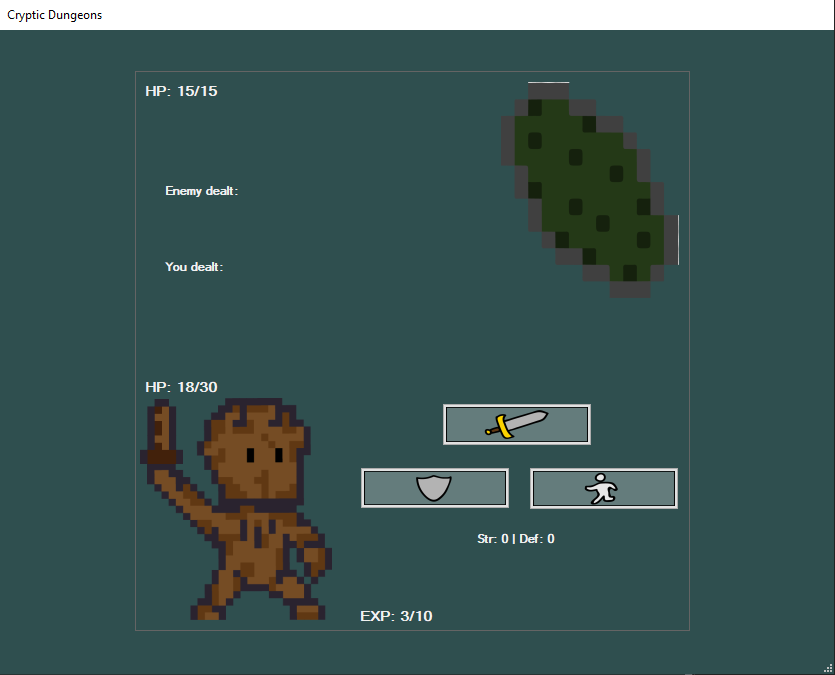 Cryptic Dungeons
HP: 15/15
Enemy dealt:
You dealt:
HP: 18/30
Str: 0 | Def: 0
EXP: 3/10